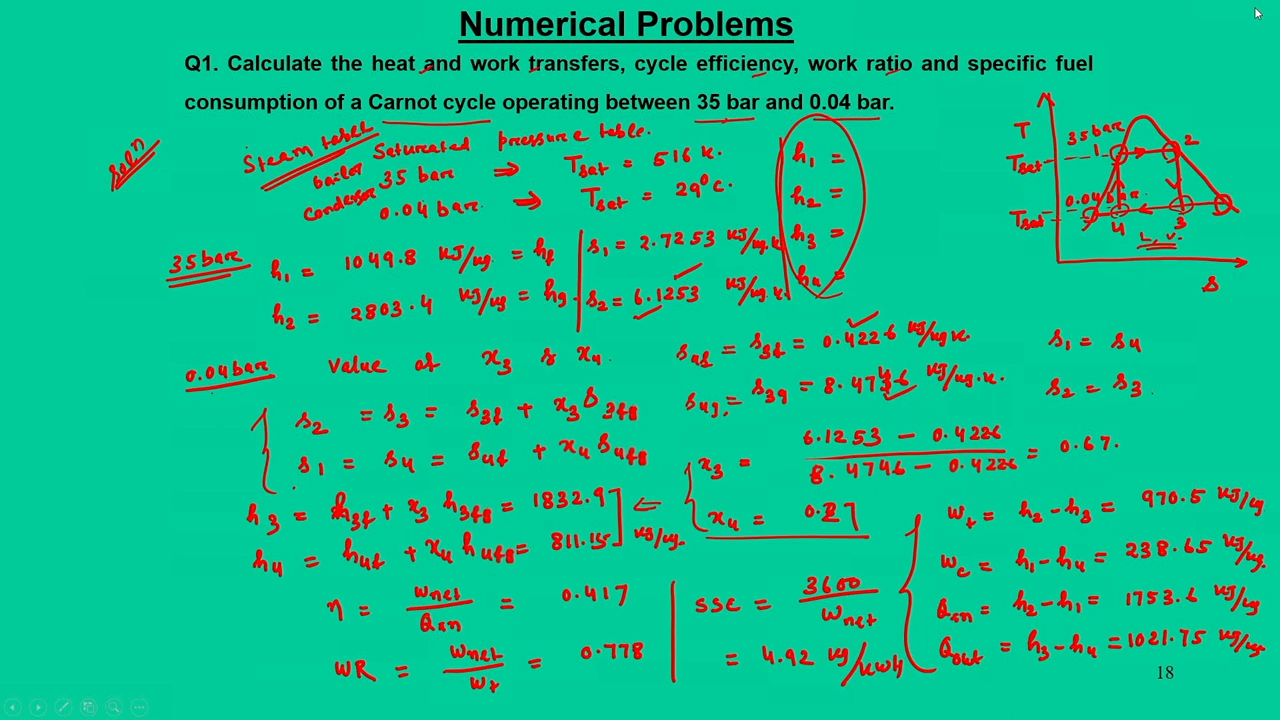 Numerical Problems
Q1. Calculate the heat and work transfers, cycle efficiency, work ratio and specific fuel
consumption of a Carnot cycle operating between 35 bar and 0.04 bar.
Solⁿ
Steam table Saturated pressure table.
boiler 35 bar ⇒ Tsat = 516 K.
Condensor 0.04 bar ⇒ Tsat = 29°C.
h1 =
h2 =
h3 =
h4 =
T
35 bar
1
2
Tsat
0.04 bar.
Tsat
4
3
L, V.
s
35 bar
h1 = 1049.8 KJ/kg = hf
h2 = 2803.4 KJ/kg = hg.
s1 = 2.7253 KJ/kg.K
s2 = 6.1253 KJ/kg.K
0.04 bar Value of x3 & x4
s2 = s3 = s3f + x3 s3fg
s1 = s4 = s4f + x4 s4fg
s4f = s3f = 0.4226 KJ/kgK.
s4g = s3g = 8.4746 KJ/kg.K.
s1 = s4
s2 = s3
x3 = 6.1253 - 0.4226 / 8.4746 - 0.4226 = 0.67.
x4 = 0.27
h3 = h3f + x3 h3fg = 1832.9
h4 = h4f + x4 h4fg = 811.15 KJ/kg.
η = Wnet / Qin = 0.417
WR = Wnet / Wt = 0.778
SSC = 3600 / Wnet
= 4.92 kg/kWh
Wt = h2 - h3 = 970.5 KJ/kg
Wc = h1 - h4 = 238.65 KJ/kg.
Qin = h2 - h1 = 1753.6 KJ/kg
Qout = h3 - h4 = 1021.75 KJ/kg
18